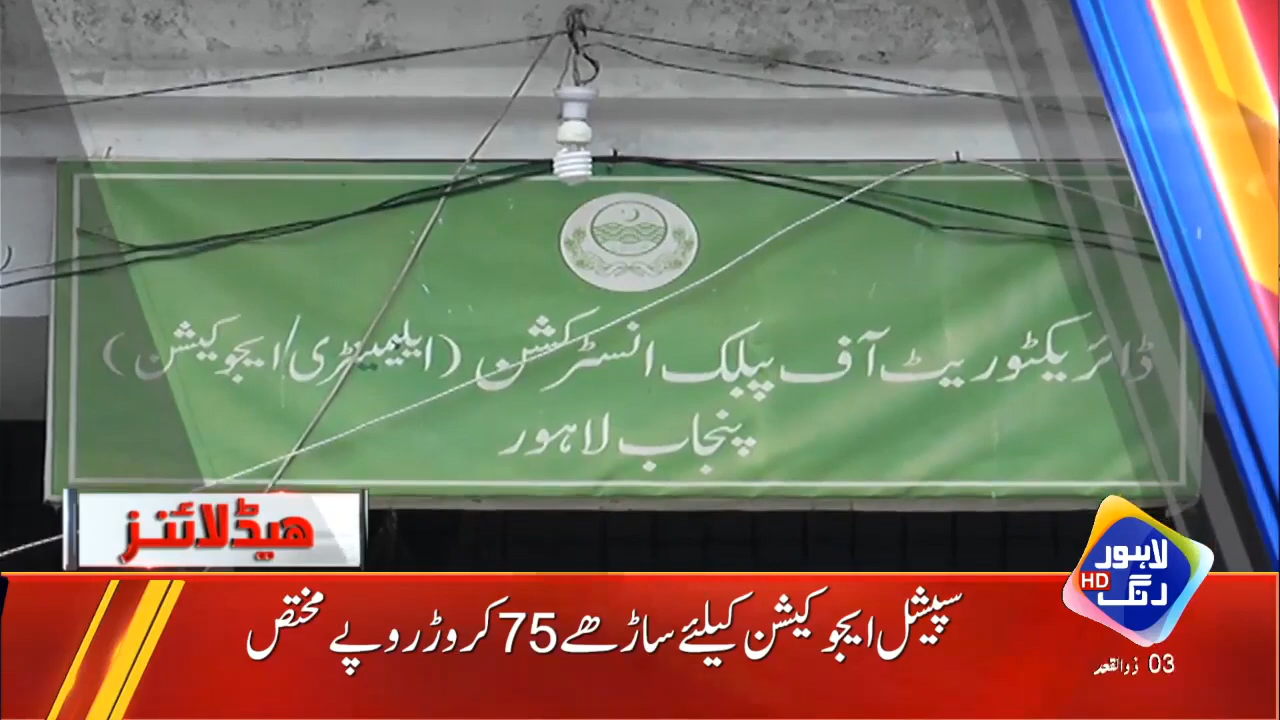 ڈائریکٹوریٹ آف پبلک انسٹرکشن (ایلیمینٹری/ایجوکیشن)
پنجاب لاہور
ہیڈلائنز
لاہور
HD
رنگ
سپیشل ایجوکیشن کیلئے ساڑھے 75 کروڑ روپے مختص
03 ذوالقعد